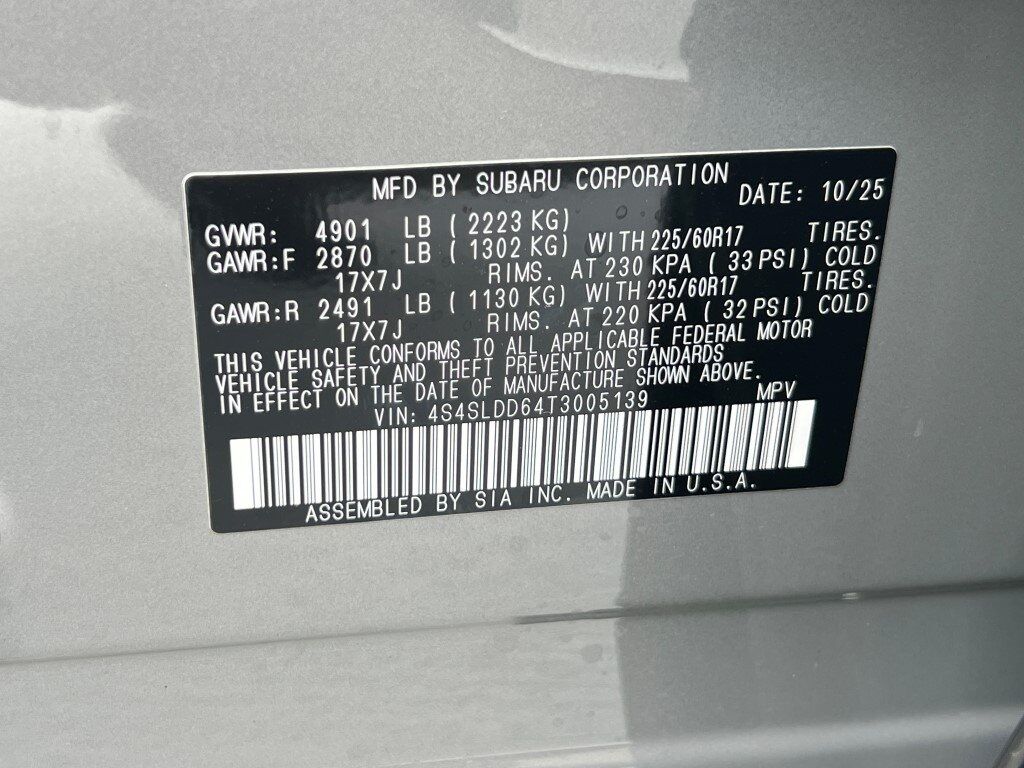 MFD BY SUBARU CORPORATION DATE: 10/25
GVWR: 4901 LB ( 2223 KG)
GAWR:F 2870 LB ( 1302 KG) WITH 225/60R17 TIRES.
17X7J RIMS. AT 230 KPA ( 33 PSI) COLD
GAWR:R 2491 LB ( 1130 KG) WITH 225/60R17 TIRES.
17X7J RIMS. AT 220 KPA ( 32 PSI) COLD
THIS VEHICLE CONFORMS TO ALL APPLICABLE FEDERAL MOTOR
VEHICLE SAFETY AND THEFT PREVENTION STANDARDS
IN EFFECT ON THE DATE OF MANUFACTURE SHOWN ABOVE.
VIN: 4S4SLDD64T3005139 MPV
ASSEMBLED BY SIA INC. MADE IN U.S.A.